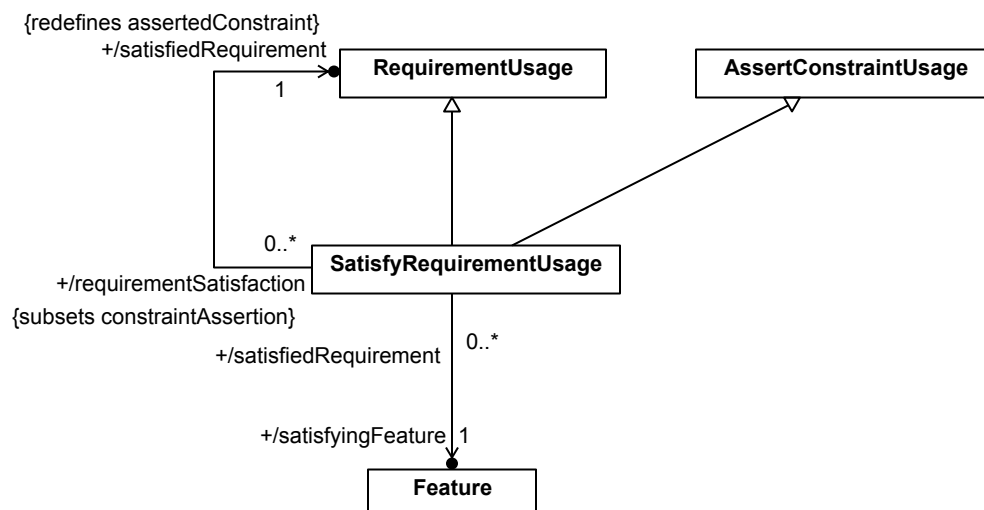 {redefines assertedConstraint}
+/satisfiedRequirement
RequirementUsage
AssertConstraintUsage
1
0..*
SatisfyRequirementUsage
+/requirementSatisfaction
{subsets constraintAssertion}
0..*
+/satisfiedRequirement
+/satisfyingFeature 1
Feature